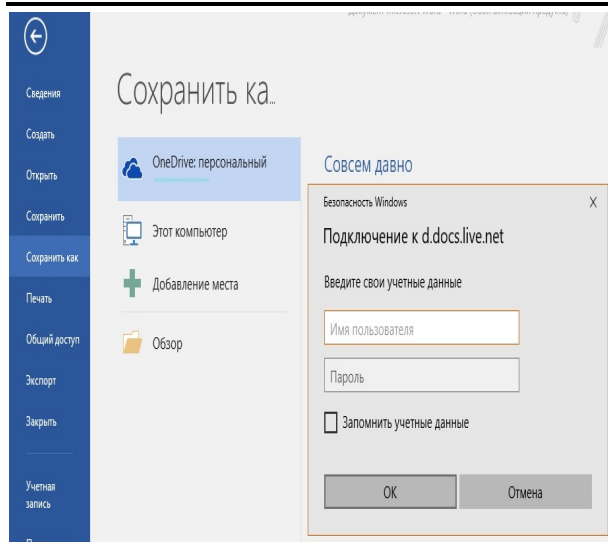 Сведения
Создать
Открыть
Сохранить
Сохранить как
Печать
Общий доступ
Экспорт
Закрыть
Учетная
запись
Сохранить ка...
OneDrive: персональный
Этот компьютер
Добавление места
Обзор
Совсем давно
Безопасность Windows
Подключение к d.docs.live.net
Введите свои учетные данные
Имя пользователя
Пароль
Запомнить учетные данные
ОК
Отмена